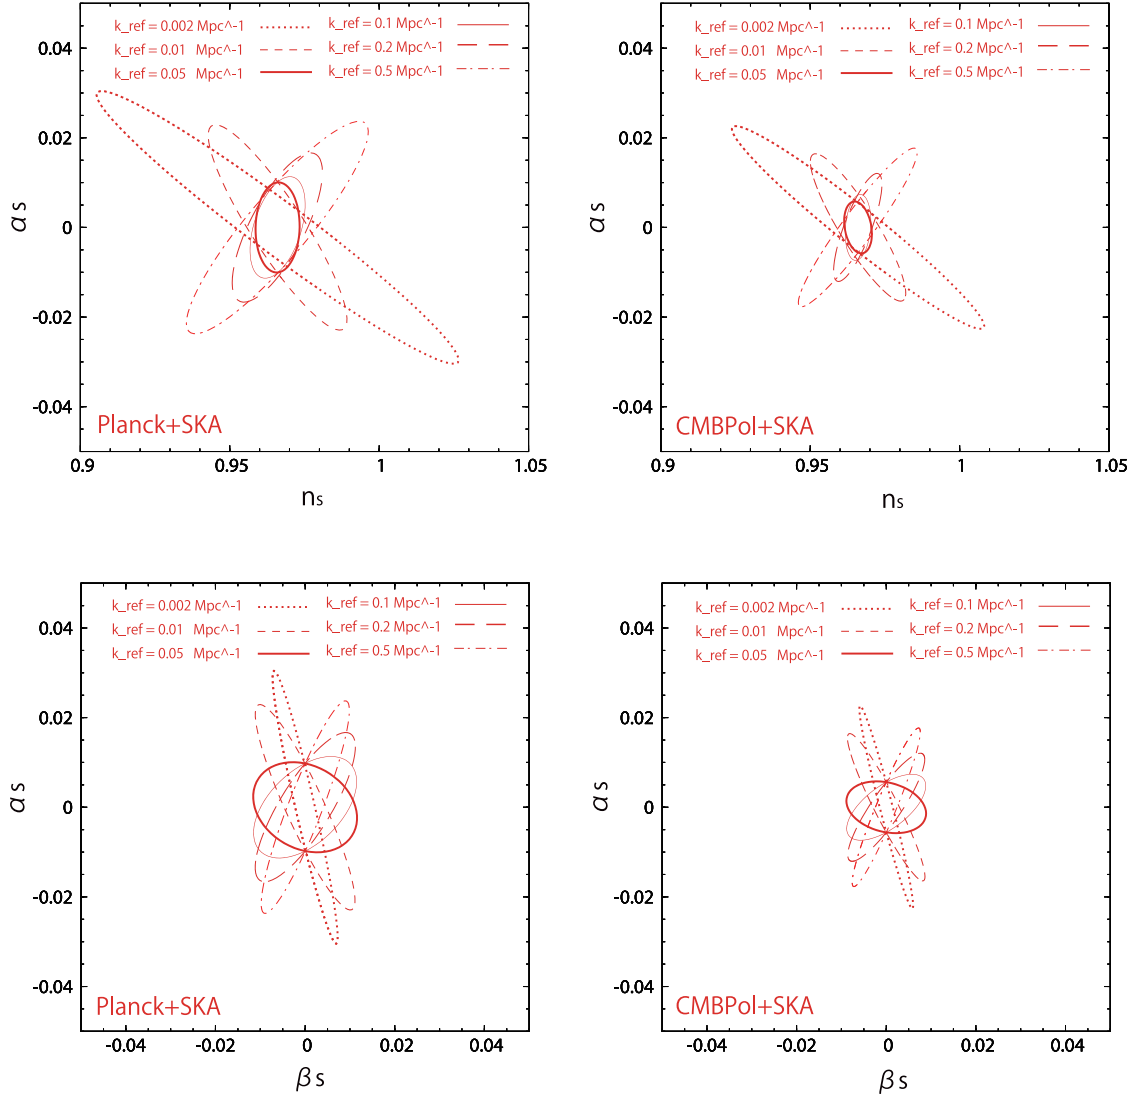 k_ref = 0.002 Mpc^-1 k_ref = 0.1 Mpc^-1
k_ref = 0.01 Mpc^-1 k_ref = 0.2 Mpc^-1
k_ref = 0.05 Mpc^-1 k_ref = 0.5 Mpc^-1
0.04
0.02
0
-0.02
-0.04
α s
Planck+SKA
0.9 0.95 1 1.05
ns
k_ref = 0.002 Mpc^-1 k_ref = 0.1 Mpc^-1
k_ref = 0.01 Mpc^-1 k_ref = 0.2 Mpc^-1
k_ref = 0.05 Mpc^-1 k_ref = 0.5 Mpc^-1
0.04
0.02
0
-0.02
-0.04
α s
CMBPol+SKA
0.9 0.95 1 1.05
ns
k_ref = 0.002 Mpc^-1 k_ref = 0.1 Mpc^-1
k_ref = 0.01 Mpc^-1 k_ref = 0.2 Mpc^-1
k_ref = 0.05 Mpc^-1 k_ref = 0.5 Mpc^-1
0.04
0.02
0
-0.02
-0.04
α s
Planck+SKA
-0.04 -0.02 0 0.02 0.04
β s
k_ref = 0.002 Mpc^-1 k_ref = 0.1 Mpc^-1
k_ref = 0.01 Mpc^-1 k_ref = 0.2 Mpc^-1
k_ref = 0.05 Mpc^-1 k_ref = 0.5 Mpc^-1
0.04
0.02
0
-0.02
-0.04
α s
CMBPol+SKA
-0.04 -0.02 0 0.02 0.04
β s